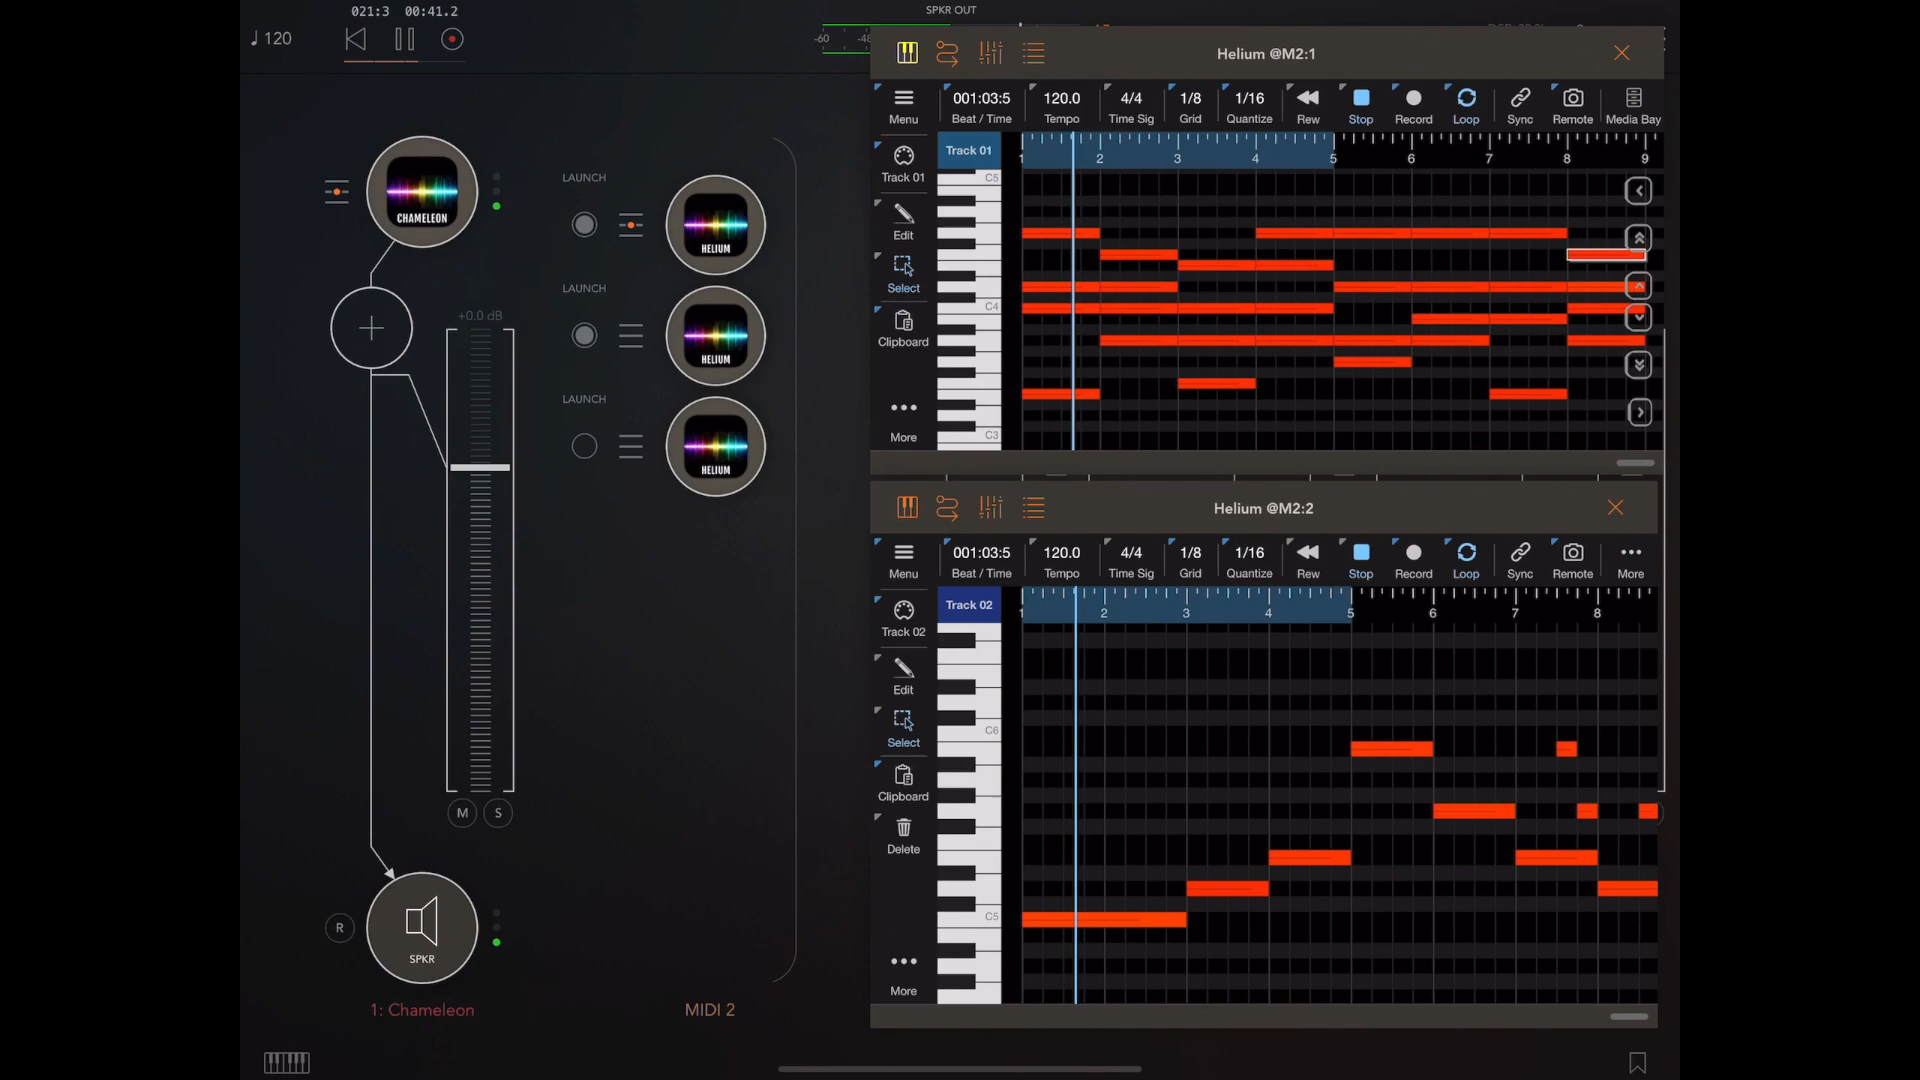 021:3 00:41.2
♩120
SPKR OUT
-60
CHAMELEON
LAUNCH
HELIUM
LAUNCH
HELIUM
LAUNCH
HELIUM
+0.0 dB
M S
R
SPKR
1: Chameleon
MIDI 2
Helium @M2:1
Menu
001:03:5
Beat / Time
120.0
Tempo
4/4
Time Sig
1/8
Grid
1/16
Quantize
Rew
Stop
Record
Loop
Sync
Remote
Media Bay
Track 01
1 2 3 4 5 6 7 8 9
Track 01
Edit
Select
Clipboard
More
C5
C4
C3
Helium @M2:2
Menu
001:03:5
Beat / Time
120.0
Tempo
4/4
Time Sig
1/8
Grid
1/16
Quantize
Rew
Stop
Record
Loop
Sync
Remote
More
Track 02
1 2 3 4 5 6 7 8
Track 02
Edit
Select
Clipboard
Delete
More
C6
C5